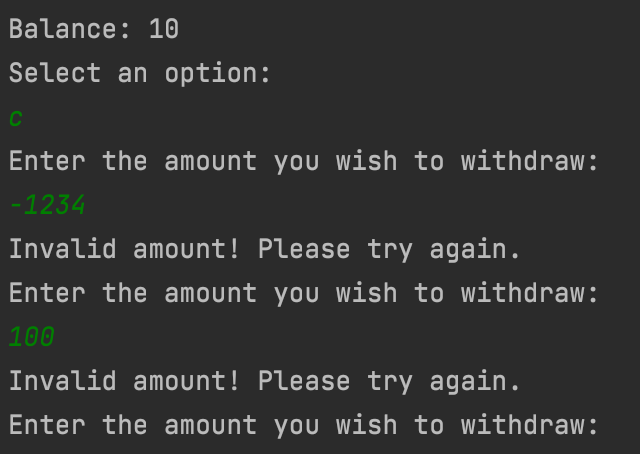 Balance: 10
Select an option:
c
Enter the amount you wish to withdraw:
-1234
Invalid amount! Please try again.
Enter the amount you wish to withdraw:
100
Invalid amount! Please try again.
Enter the amount you wish to withdraw: